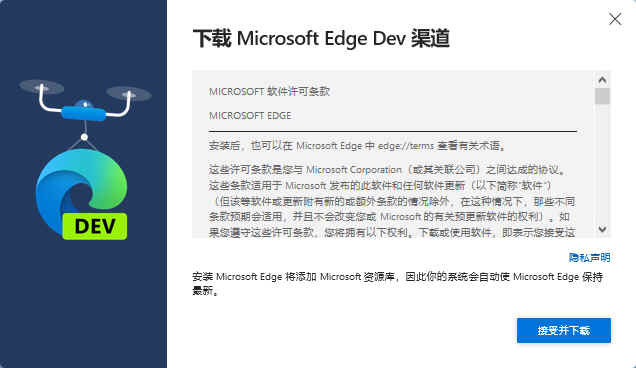 下载 Microsoft Edge Dev 渠道
MICROSOFT 软件许可条款
MICROSOFT EDGE
安装后，也可以在 Microsoft Edge 中 edge://terms 查看有关术语。
这些许可条款是您与 Microsoft Corporation（或其关联公司）之间达成的协议。
这些条款适用于 Microsoft 发布的此软件和任何软件更新（以下简称“软件”）
（但该等软件或更新附有新的或额外条款的情况除外，在这种情况下，那些不
同条款预期会适用，并且不会改变您或 Microsoft 的有关预更新软件的权利）。如
果您遵守这些许可条款，您将拥有以下权利。下载或使用软件，即表示您接受这
DEV
隐私声明
安装 Microsoft Edge 将添加 Microsoft 资源库，因此你的系统会自动使 Microsoft Edge 保持
最新。
接受并下载